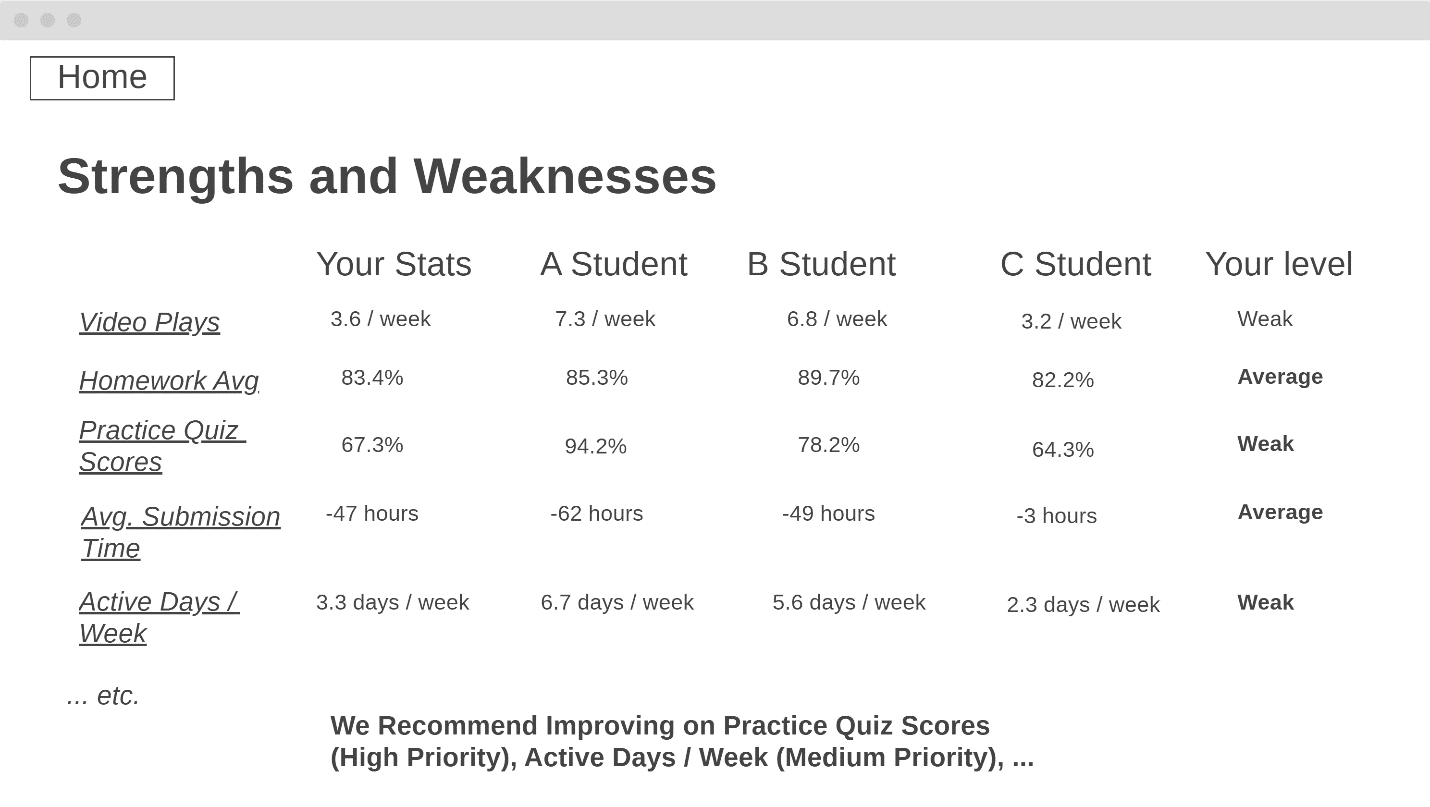 Home
Strengths and Weaknesses
Your Stats A Student B Student C Student Your level
Video Plays 3.6 / week 7.3 / week 6.8 / week 3.2 / week Weak
Homework Avg 83.4% 85.3% 89.7% 82.2% Average
Practice Quiz
Scores 67.3% 94.2% 78.2% 64.3% Weak
Avg. Submission -47 hours -62 hours -49 hours -3 hours Average
Time
Active Days / 3.3 days / week 6.7 days / week 5.6 days / week 2.3 days / week Weak
Week
... etc.
We Recommend Improving on Practice Quiz Scores
(High Priority), Active Days / Week (Medium Priority), ...